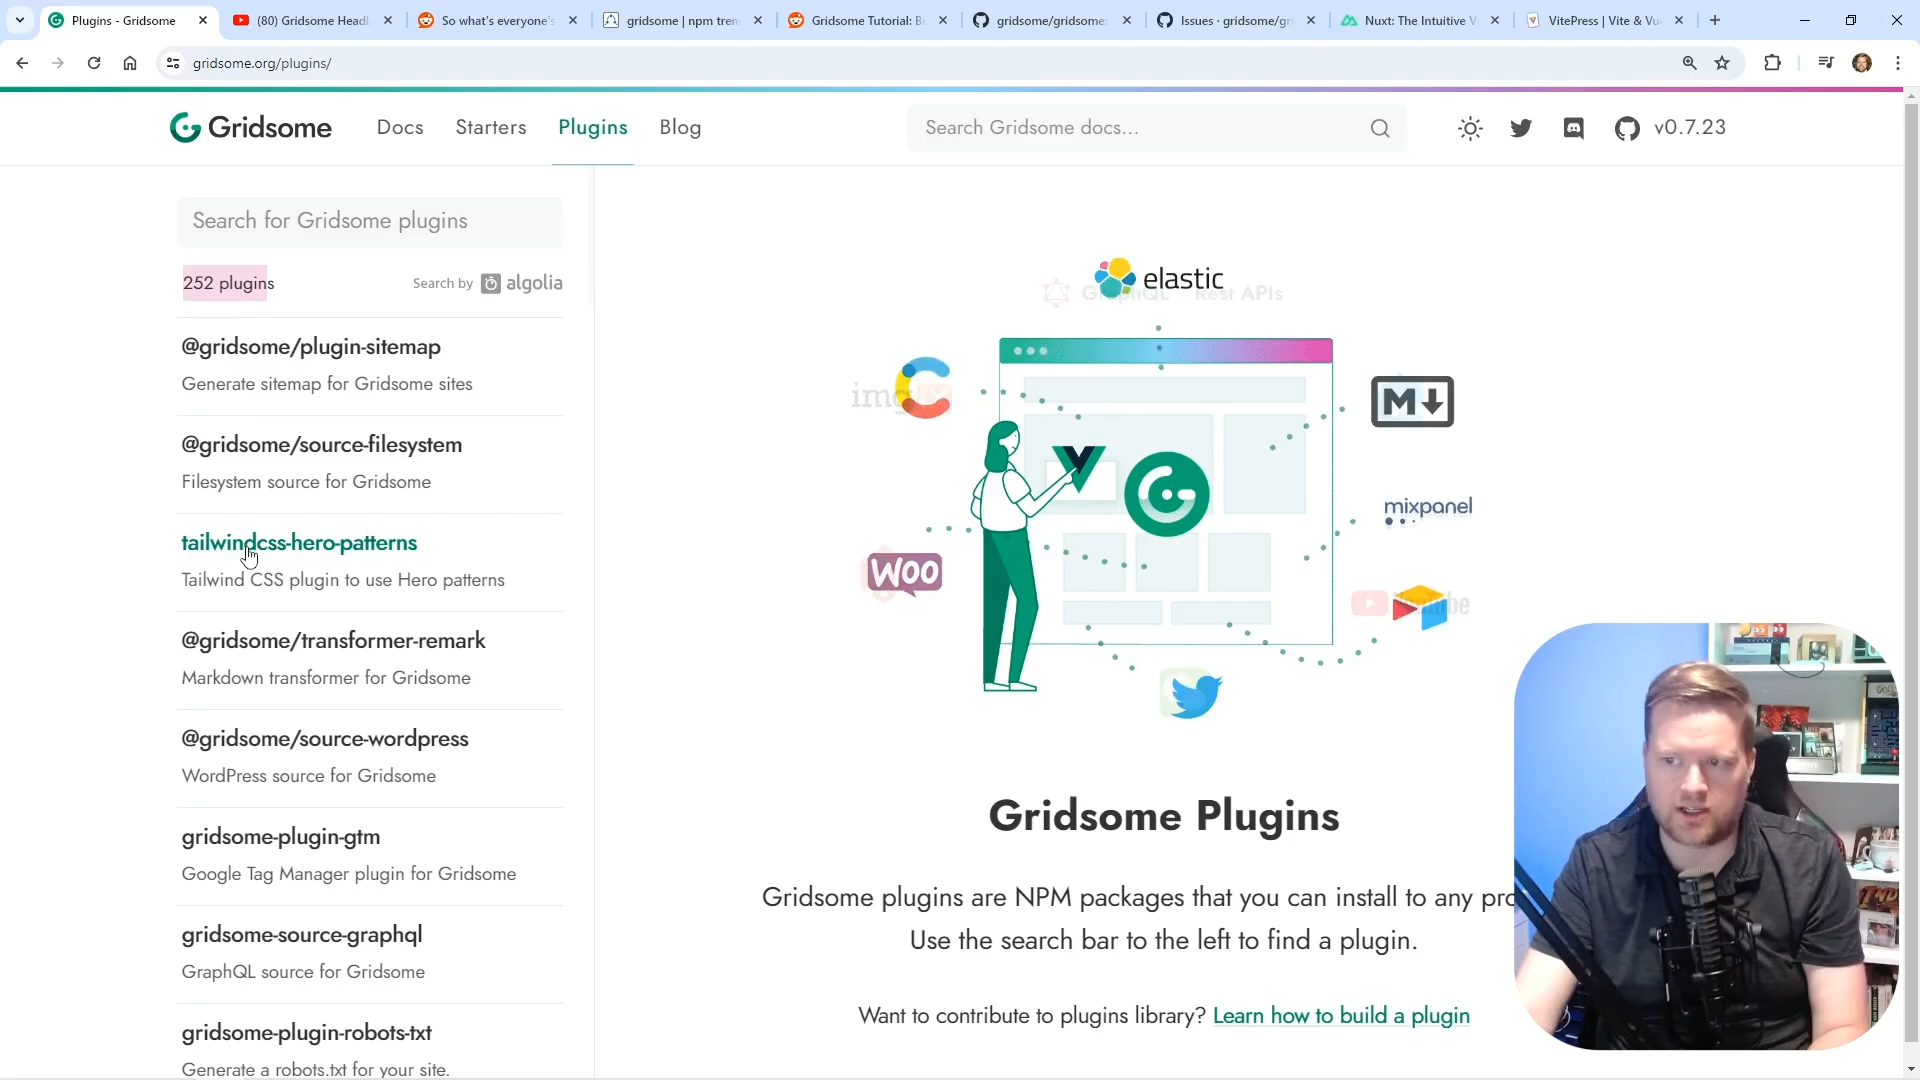 Plugins - Gridsome
(80) Gridsome Headl
So what's everyone's
gridsome | npm tren
Gridsome Tutorial: Bu
gridsome/gridsome:
Issues · gridsome/gri
Nuxt: The Intuitive V
VitePress | Vite & Vue
gridsome.org/plugins/
Gridsome
Docs
Starters
Plugins
Blog
Search Gridsome docs...
v0.7.23
Search for Gridsome plugins
252 plugins
Search by algolia
@gridsome/plugin-sitemap
Generate sitemap for Gridsome sites
@gridsome/source-filesystem
Filesystem source for Gridsome
tailwindcss-hero-patterns
Tailwind CSS plugin to use Hero patterns
@gridsome/transformer-remark
Markdown transformer for Gridsome
@gridsome/source-wordpress
WordPress source for Gridsome
gridsome-plugin-gtm
Google Tag Manager plugin for Gridsome
gridsome-source-graphql
GraphQL source for Gridsome
gridsome-plugin-robots-txt
Generate a robots.txt for your site.
elastic
GraphQL
Rest APIs
M
mixpanel
WOO
Gridsome Plugins
Gridsome plugins are NPM packages that you can install to any pro
Use the search bar to the left to find a plugin.
Want to contribute to plugins library? Learn how to build a plugin